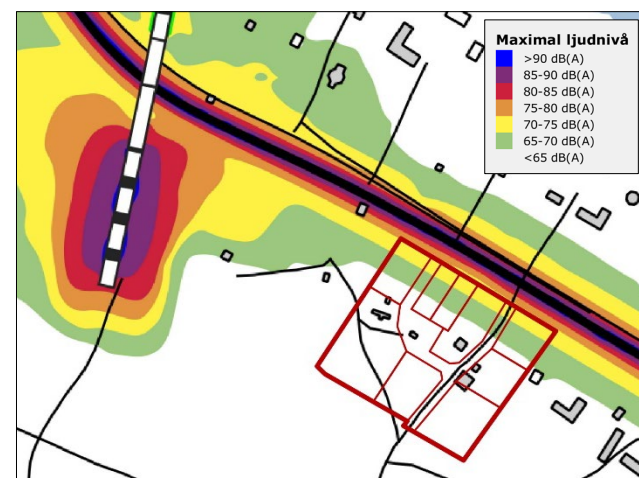 Maximal ljudnivå
>90 dB(A)
85-90 dB(A)
80-85 dB(A)
75-80 dB(A)
70-75 dB(A)
65-70 dB(A)
<65 dB(A)